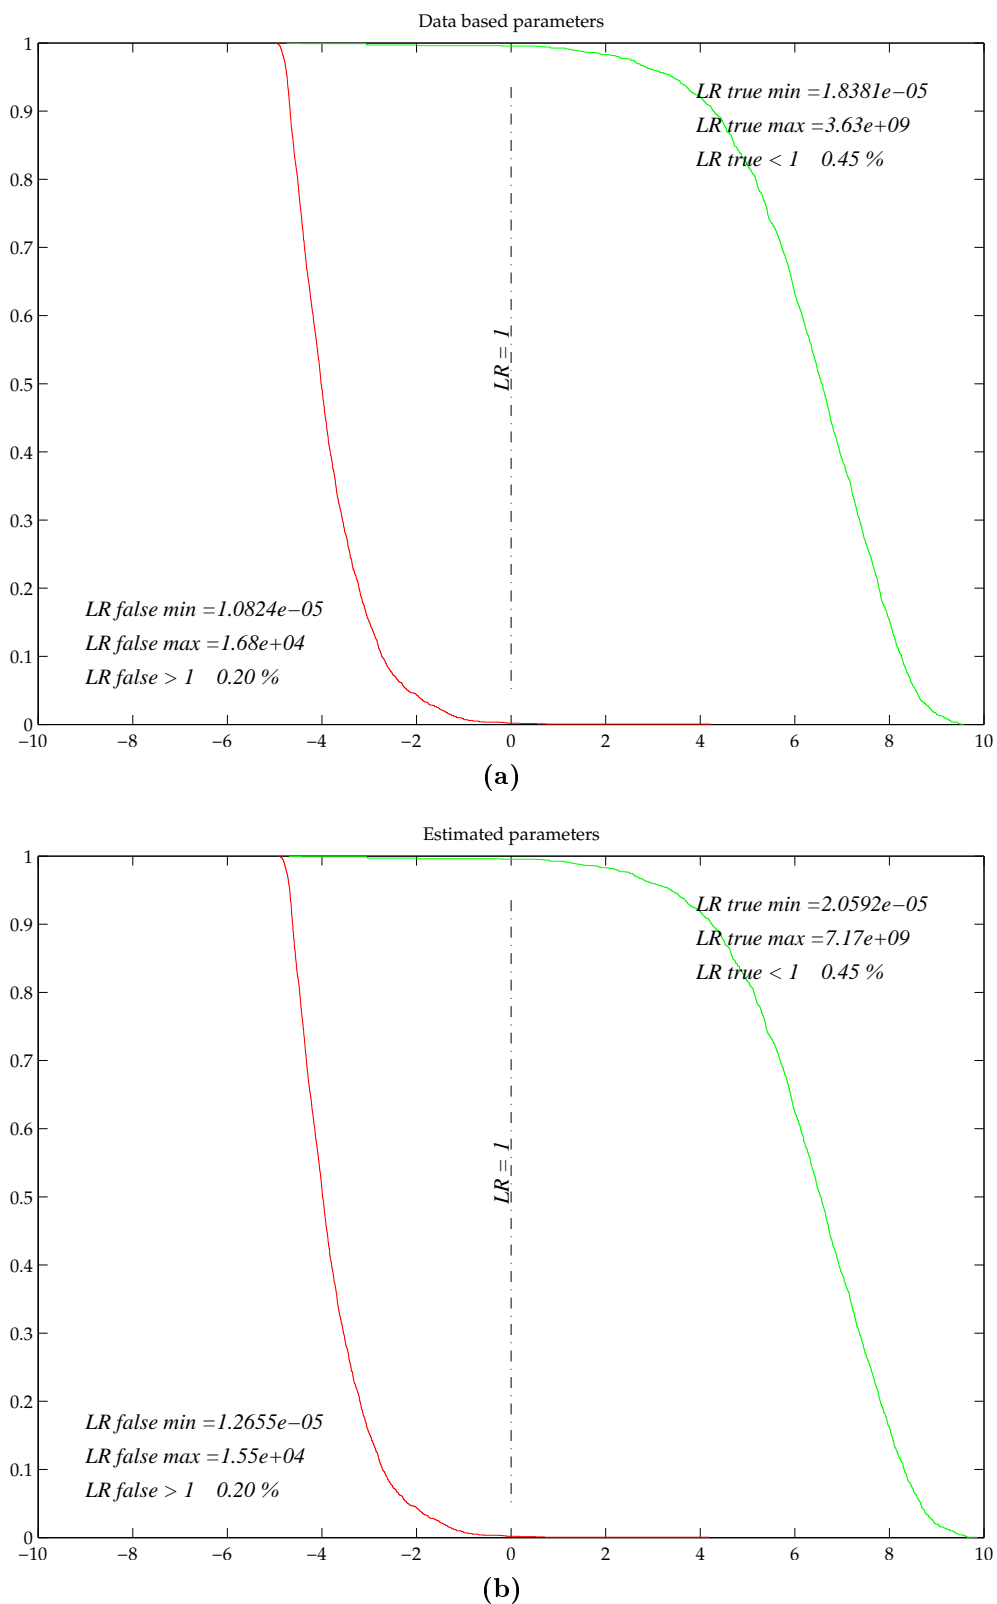 Data based parameters
1
0.9
0.8
0.7
0.6
0.5
0.4
0.3
0.2
0.1
0
LR true min =1.8381e−05
LR true max =3.63e+09
LR true < 1 0.45 %
LR = 1
LR false min =1.0824e−05
LR false max =1.68e+04
LR false > 1 0.20 %
−10 −8 −6 −4 −2 0 2 4 6 8 10
(a)
Estimated parameters
1
0.9
0.8
0.7
0.6
0.5
0.4
0.3
0.2
0.1
0
LR true min =2.0592e−05
LR true max =7.17e+09
LR true < 1 0.45 %
LR = 1
LR false min =1.2655e−05
LR false max =1.55e+04
LR false > 1 0.20 %
−10 −8 −6 −4 −2 0 2 4 6 8 10
(b)